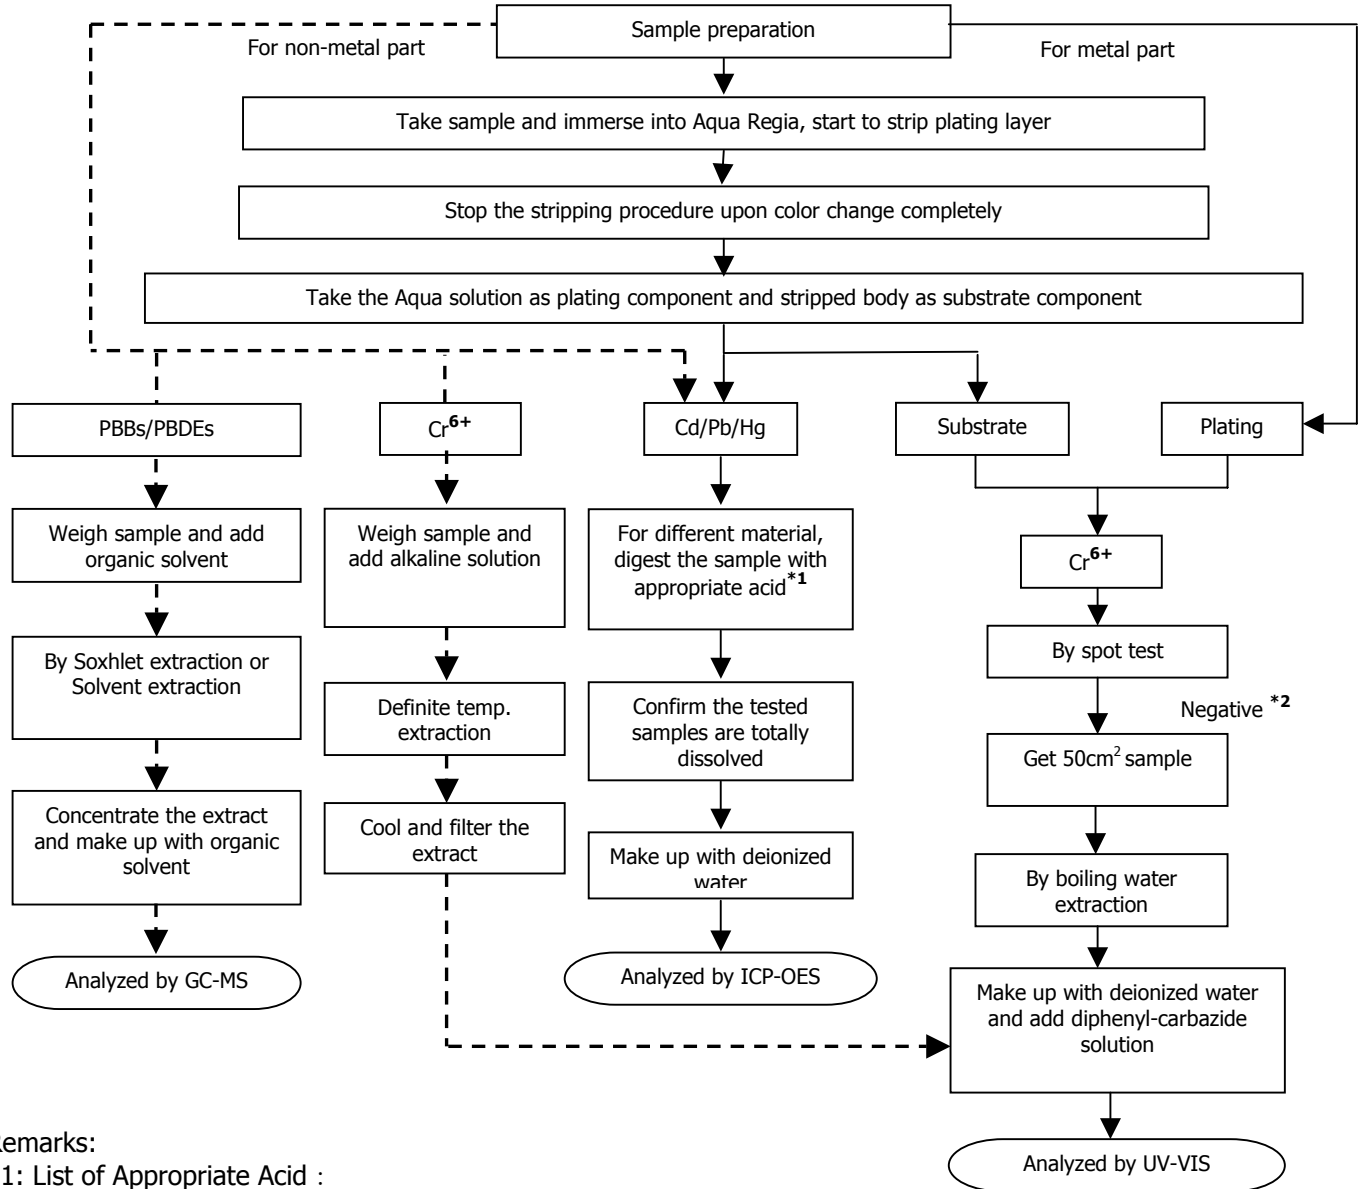 Sample preparation
For non-metal part
For metal part
Take sample and immerse into Aqua Regia, start to strip plating layer
Stop the stripping procedure upon color change completely
Take the Aqua solution as plating component and stripped body as substrate component
PBBs/PBDEs
Cr6+
Cd/Pb/Hg
Substrate
Plating
Weigh sample and add
organic solvent
By Soxhlet extraction or
Solvent extraction
Concentrate the extract
and make up with organic
solvent
Analyzed by GC-MS
Weigh sample and
add alkaline solution
Definite temp.
extraction
Cool and filter the
extract
For different material,
digest the sample with
appropriate acid*1
Confirm the tested
samples are totally
dissolved
Make up with deionized
water
Analyzed by ICP-OES
Cr6+
By spot test
Negative *2
Get 50cm2 sample
By boiling water
extraction
Make up with deionized water
and add diphenyl-carbazide
solution
Analyzed by UV-VIS
emarks:
1: List of Appropriate Acid :